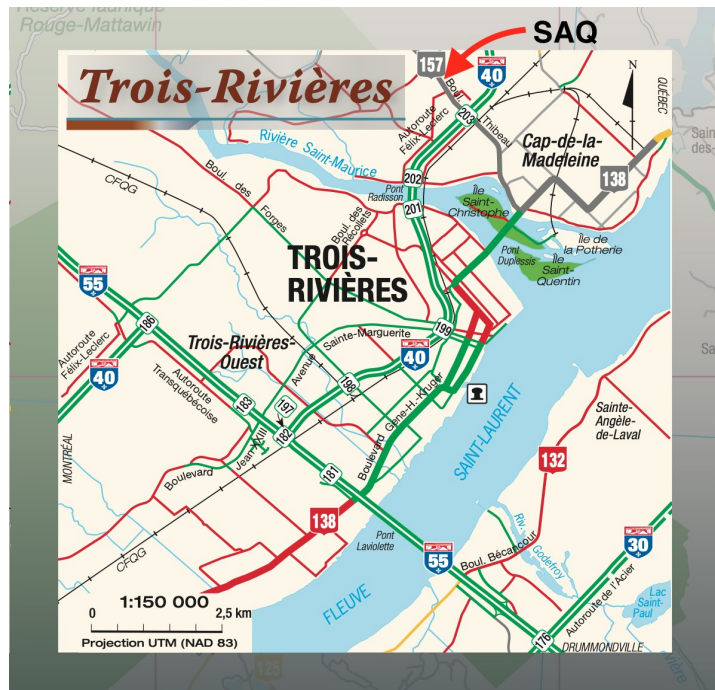 Réserve faunique
Rouge-Mattawin
SAQ
157
40
Trois-Rivières
N
QUÉBEC
Boul. Thibeau
203
Autoroute
Félix-Leclerc
Rivière Saint-Maurice
Cap-de-la-
Madeleine
138
CFQG
Boul. des Forges
202
Pont
Radisson
201
Île
Saint-
Christophe
Île de
la Potherie
Pont
Duplessis
Île
Saint-
Quentin
Boul. des
Récollets
TROIS-
RIVIÈRES
55
186
199
Sainte-Marguerite
40
Trois-Rivières-
Ouest
Avenue
Autoroute
Félix-Leclerc
40
Autoroute
Transquébécoise
183
197
198
182
Jean-XXIII
Boulevard
Boulevard Gene-H.-Kruger
MONTRÉAL
181
SAINT-LAURENT
Sainte-
Angèle-
de-Laval
132
138
Pont
Laviolette
CFQG
55
Boul. Bécancour
Riv. Godefroy
30
Autoroute de l'Acier
Lac
Saint-
Paul
FLEUVE
176
DRUMMONDVILLE
1:150 000
0 2,5 km
Projection UTM (NAD 83)
125